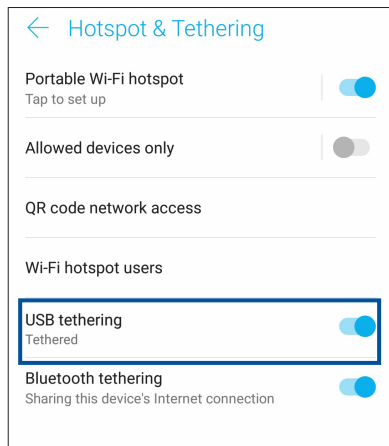 Hotspot & Tethering
Portable Wi-Fi hotspot
Tap to set up
Allowed devices only
QR code network access
Wi-Fi hotspot users
USB tethering
Tethered
Bluetooth tethering
Sharing this device's Internet connection